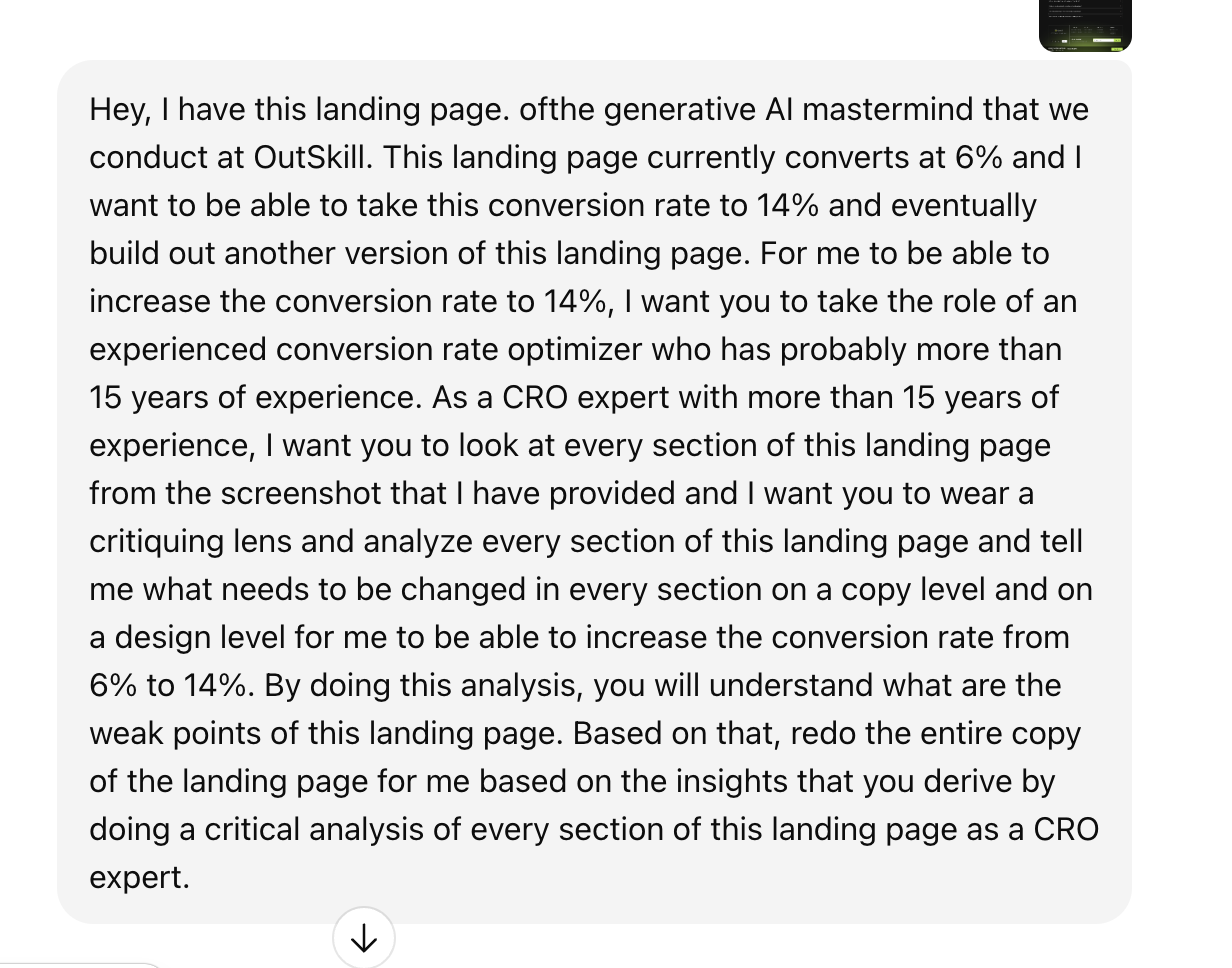 Hey, I have this landing page. ofthe generative AI mastermind that we
conduct at OutSkill. This landing page currently converts at 6% and I
want to be able to take this conversion rate to 14% and eventually
build out another version of this landing page. For me to be able to
increase the conversion rate to 14%, I want you to take the role of an
experienced conversion rate optimizer who has probably more than
15 years of experience. As a CRO expert with more than 15 years of
experience, I want you to look at every section of this landing page
from the screenshot that I have provided and I want you to wear a
critiquing lens and analyze every section of this landing page and tell
me what needs to be changed in every section on a copy level and on
a design level for me to be able to increase the conversion rate from
6% to 14%. By doing this analysis, you will understand what are the
weak points of this landing page. Based on that, redo the entire copy
of the landing page for me based on the insights that you derive by
doing a critical analysis of every section of this landing page as a CRO
expert.